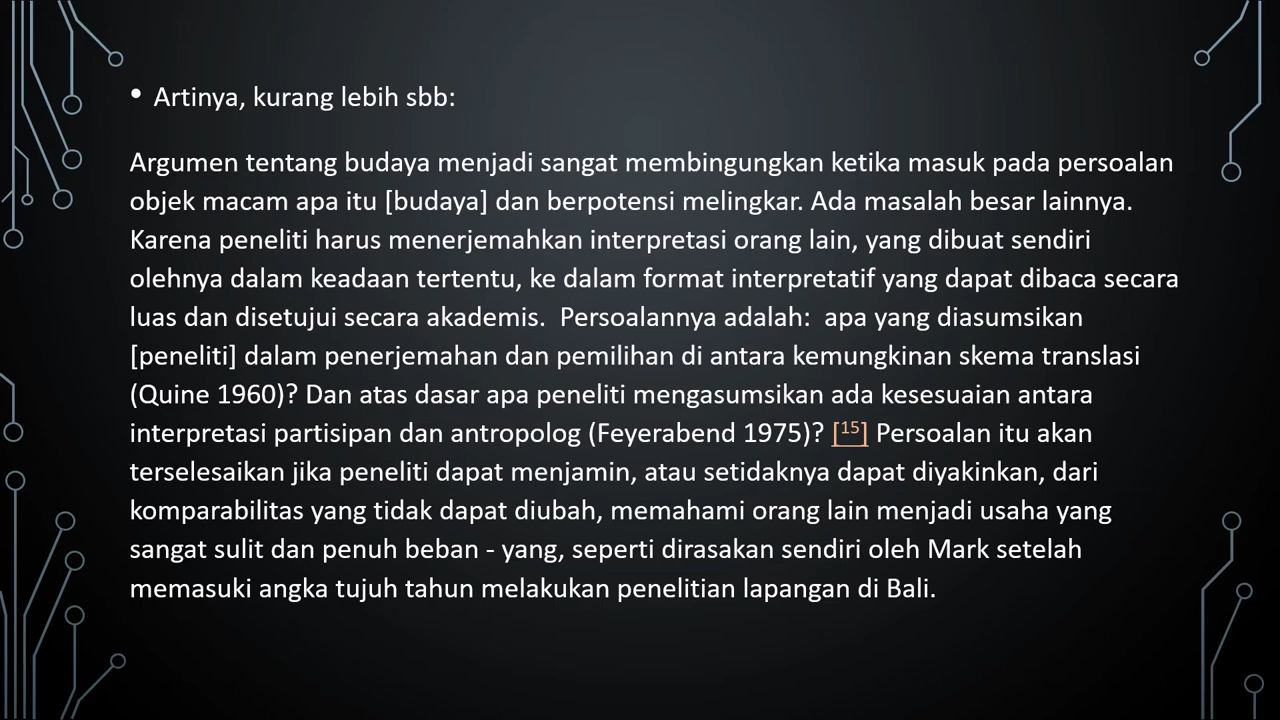 • Artinya, kurang lebih sbb:
Argumen tentang budaya menjadi sangat membingungkan ketika masuk pada persoalan
objek macam apa itu [budaya] dan berpotensi melingkar. Ada masalah besar lainnya.
Karena peneliti harus menerjemahkan interpretasi orang lain, yang dibuat sendiri
olehnya dalam keadaan tertentu, ke dalam format interpretatif yang dapat dibaca secara
luas dan disetujui secara akademis.  Persoalannya adalah:  apa yang diasumsikan
[peneliti] dalam penerjemahan dan pemilihan di antara kemungkinan skema translasi
(Quine 1960)? Dan atas dasar apa peneliti mengasumsikan ada kesesuaian antara
interpretasi partisipan dan antropolog (Feyerabend 1975)? [15] Persoalan itu akan
terselesaikan jika peneliti dapat menjamin, atau setidaknya dapat diyakinkan, dari
komparabilitas yang tidak dapat diubah, memahami orang lain menjadi usaha yang
sangat sulit dan penuh beban - yang, seperti dirasakan sendiri oleh Mark setelah
memasuki angka tujuh tahun melakukan penelitian lapangan di Bali.